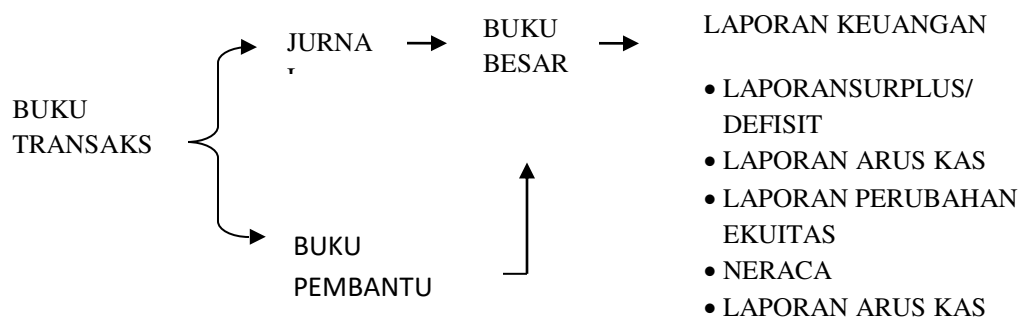 BUKU
TRANSAKS
JURNA
BUKU
PEMBANTU
BUKU
BESAR
LAPORAN KEUANGAN
• LAPORANSURPLUS/
DEFISIT
• LAPORAN ARUS KAS
• LAPORAN PERUBAHAN
EKUITAS
• NERACA
• LAPORAN ARUS KAS